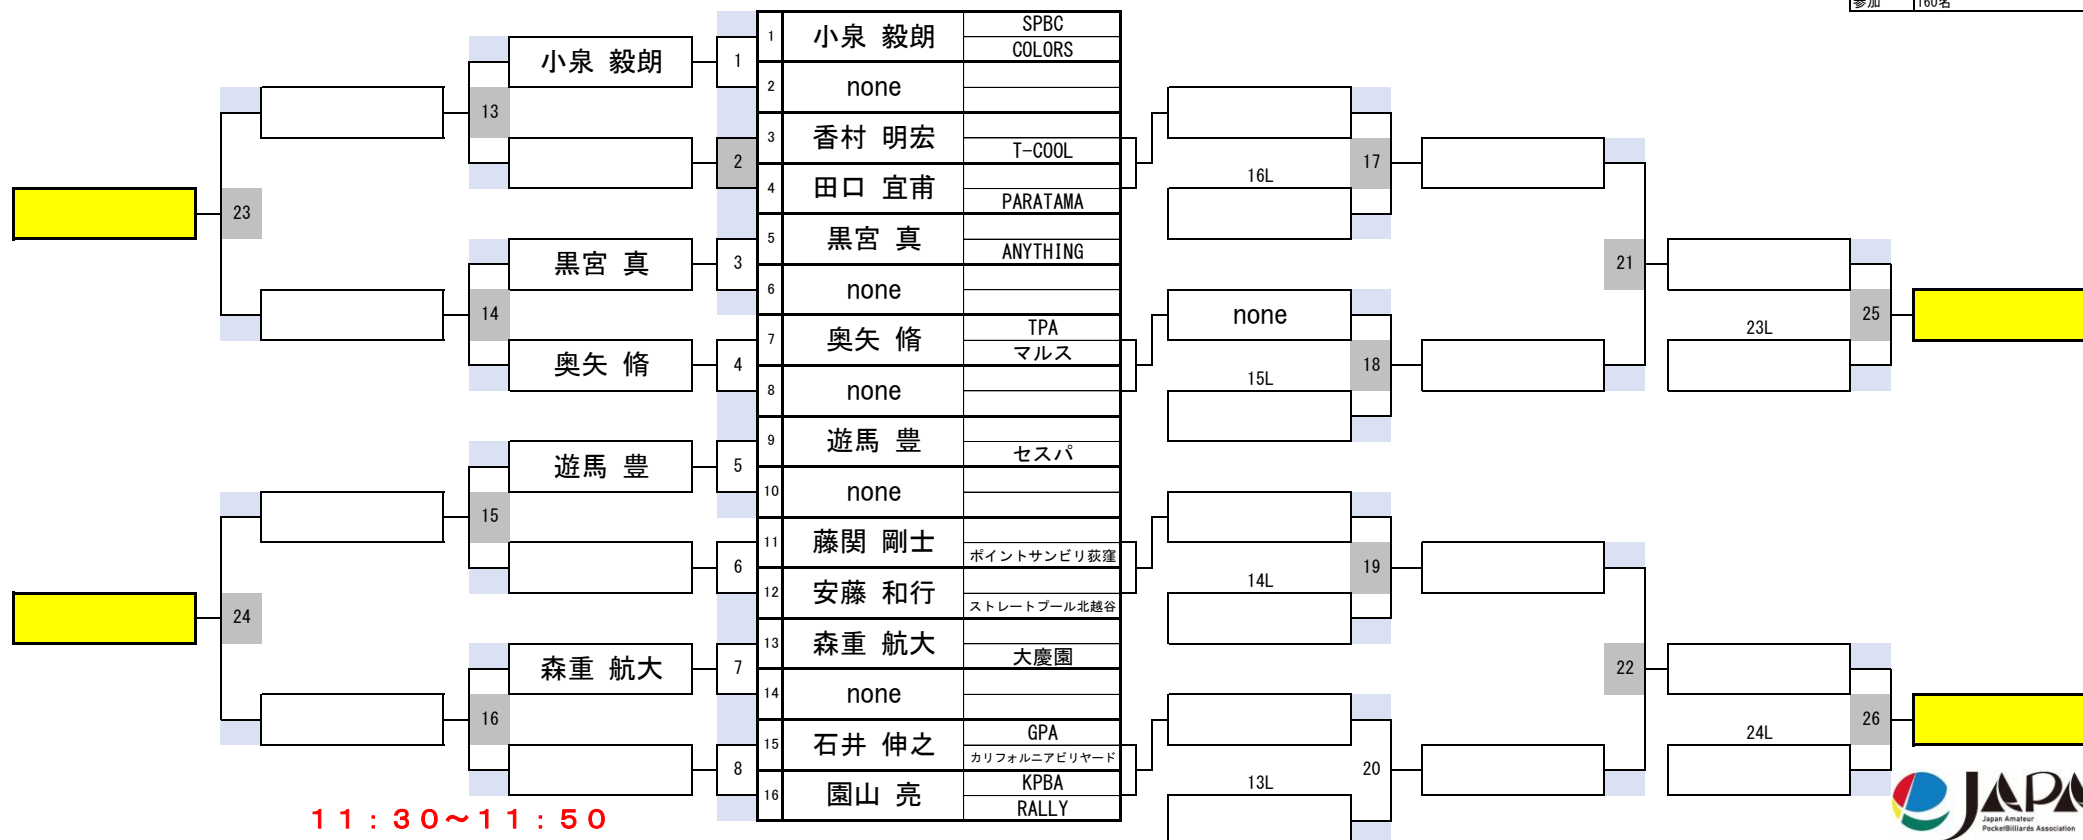 参加 160名
1 小泉 毅朗 SPBC
COLORS
小泉 毅朗 1
2 none
13
3 香村 明宏
T-COOL
2
17
4 田口 宜甫
PARATAMA
16L
23
5 黒宮 真
ANYTHING
黒宮 真 3
21
6 none
14
none
25
7 奥矢 脩 TPA
マルス
23L
奥矢 脩 4
18
8 none
15L
9 遊馬 豊
セスパ
遊馬 豊 5
10 none
15
11 藤関 剛士
ポイントサンビリ荻窪
6
19
12 安藤 和行
ストレートプール北越谷
14L
24
13 森重 航大
大慶園
森重 航大 7
22
14 none
16
26
15 石井 伸之 GPA
カリフォルニアビリヤード
24L
8
20
16 園山 亮 KPBA
RALLY
13L
11:30～11:50
JAPA
Japan Amateur
PocketBilliards Association